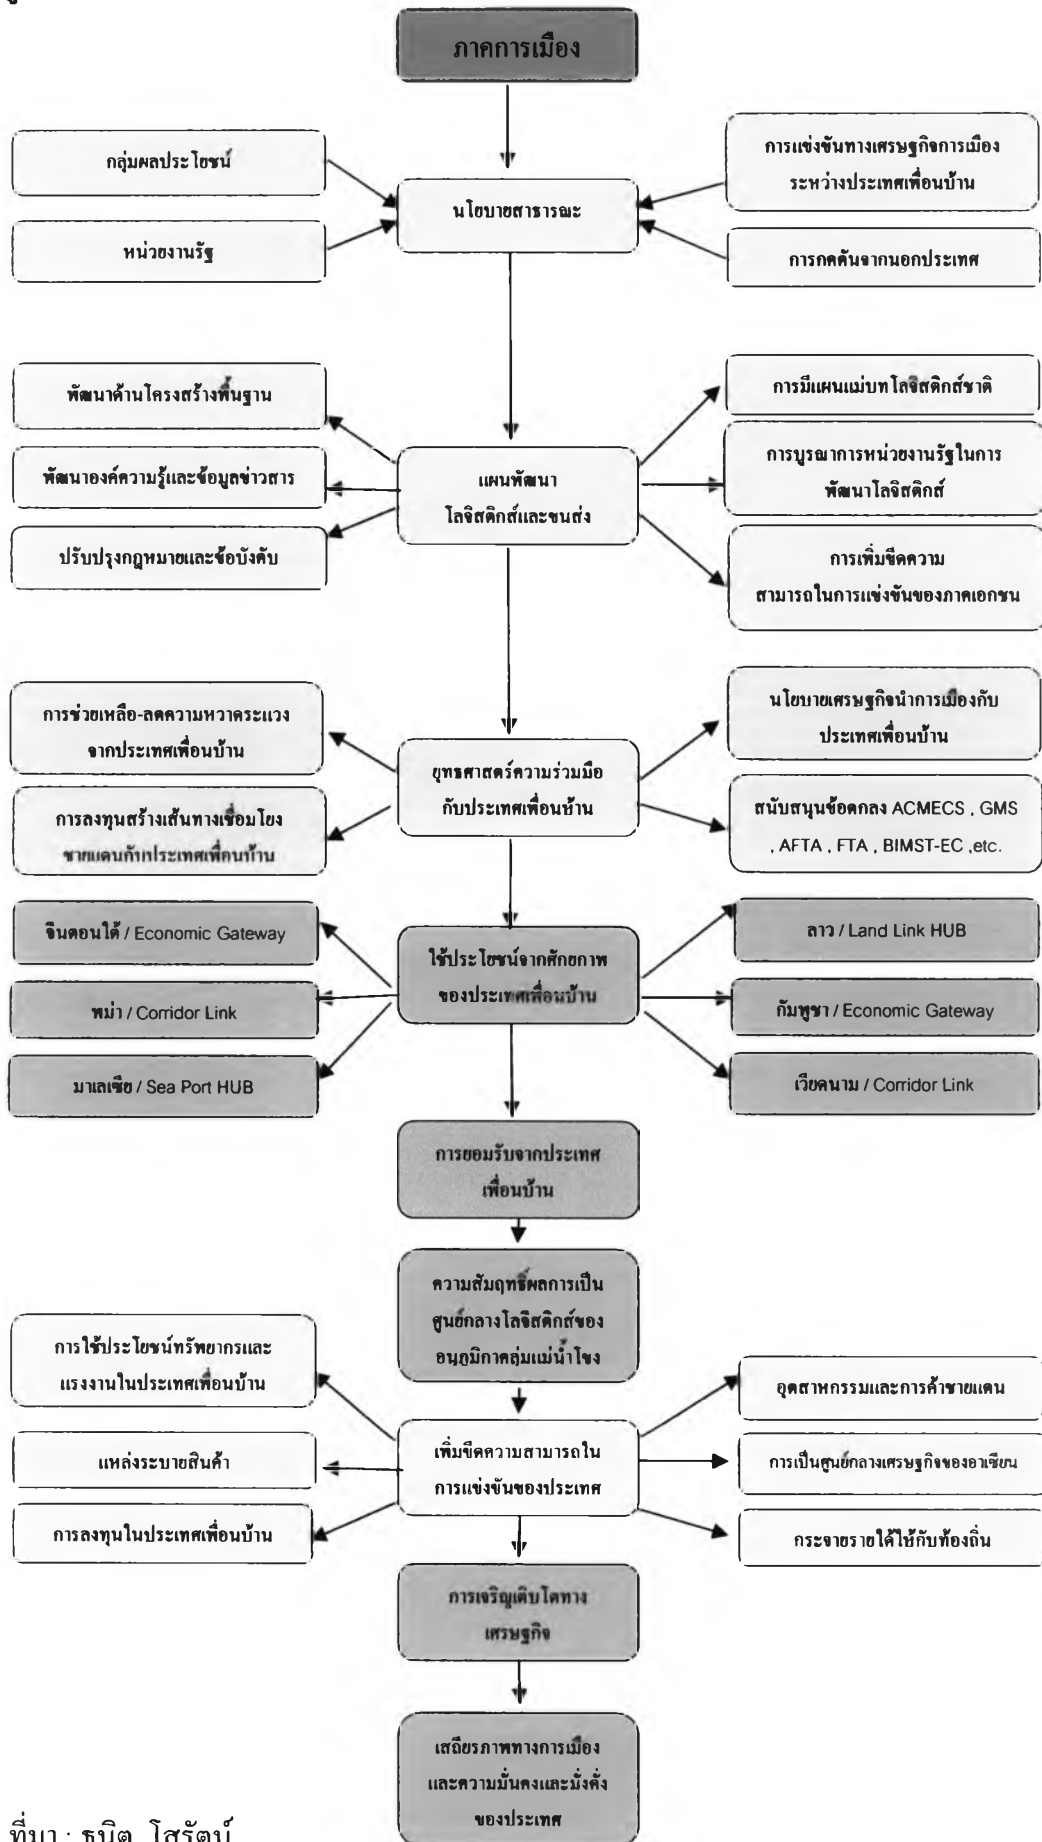 ภาคการเมือง
กลุ่มผลประโยชน์
หน่วยงานรัฐ
นโยบายสาธารณะ
การแข่งขันทางเศรษฐกิจการเมือง
ระหว่างประเทศเพื่อนบ้าน
การกดดันจากนอกประเทศ
พัฒนาด้านโครงสร้างพื้นฐาน
พัฒนาองค์ความรู้และข้อมูลข่าวสาร
ปรับปรุงกฎหมายและข้อบังคับ
แผนพัฒนา
โลจิสติกส์และขนส่ง
การมีแผนแม่บทโลจิสติกส์ชาติ
การบูรณาการหน่วยงานรัฐในการ
พัฒนาโลจิสติกส์
การเพิ่มขีดความ
สามารถในการแข่งขันของภาคเอกชน
การช่วยเหลือ-ลดความหวาดระแวง
จากประเทศเพื่อนบ้าน
การลงทุนสร้างเส้นทางเชื่อมโยง
ชายแดนกับประเทศเพื่อนบ้าน
ยุทธศาสตร์ความร่วมมือ
กับประเทศเพื่อนบ้าน
นโยบายเศรษฐกิจนำการเมืองกับ
ประเทศเพื่อนบ้าน
สนับสนุนข้อตกลง ACMECS , GMS
, AFTA , FTA , BIMST-EC ,etc.
จีนตอนใต้ / Economic Gateway
พม่า / Corridor Link
มาเลเซีย / Sea Port HUB
ใช้ประโยชน์จากศักยภาพ
ของประเทศเพื่อนบ้าน
ลาว / Land Link HUB
กัมพูชา / Economic Gateway
เวียดนาม / Corridor Link
การยอมรับจากประเทศ
เพื่อนบ้าน
ความสัมฤทธิ์ผลการเป็น
ศูนย์กลางโลจิสติกส์ของ
อนุภูมิภาคลุ่มแม่น้ำโขง
การใช้ประโยชน์ทรัพยากรและ
แรงงานในประเทศเพื่อนบ้าน
แหล่งระบายสินค้า
การลงทุนในประเทศเพื่อนบ้าน
เพิ่มขีดความสามารถใน
การแข่งขันของประเทศ
อุตสาหกรรมและการค้าชายแดน
การเป็นศูนย์กลางเศรษฐกิจของอาเซียน
กระจายรายได้ให้กับท้องถิ่น
การเจริญเติบโตทาง
เศรษฐกิจ
เสถียรภาพทางการเมือง
และความมั่นคงและมั่งคั่ง
ของประเทศ
ที่มา : ธนิต โสรัตน์